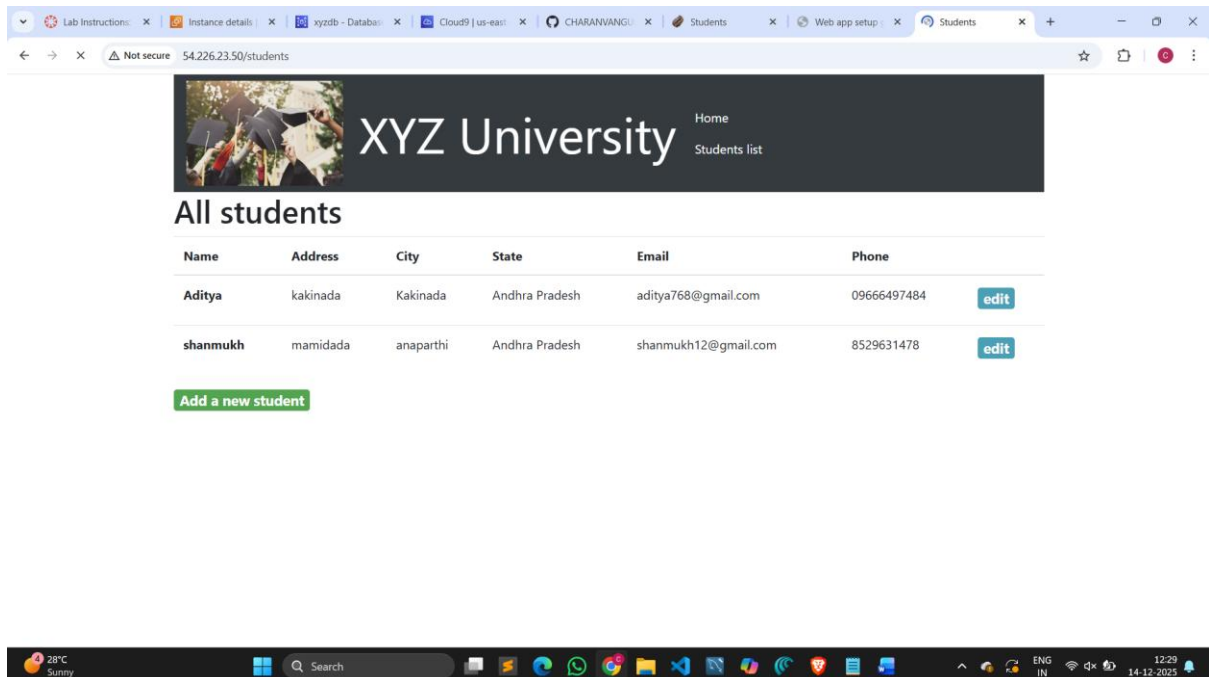 Lab Instructions: Instance details | xyzdb - Databas Cloud9 | us-east CHARANVANGU Students Web app setup Students
Not secure 54.226.23.50/students C
XYZ University
Home
Students list
All students
Name Address City State Email Phone
Aditya kakinada Kakinada Andhra Pradesh aditya768@gmail.com 09666497484 edit
shanmukh mamidada anaparthi Andhra Pradesh shanmukh12@gmail.com 8529631478 edit
Add a new student
4 28°C
Sunny
Search
ENG
IN
12:29
14-12-2025